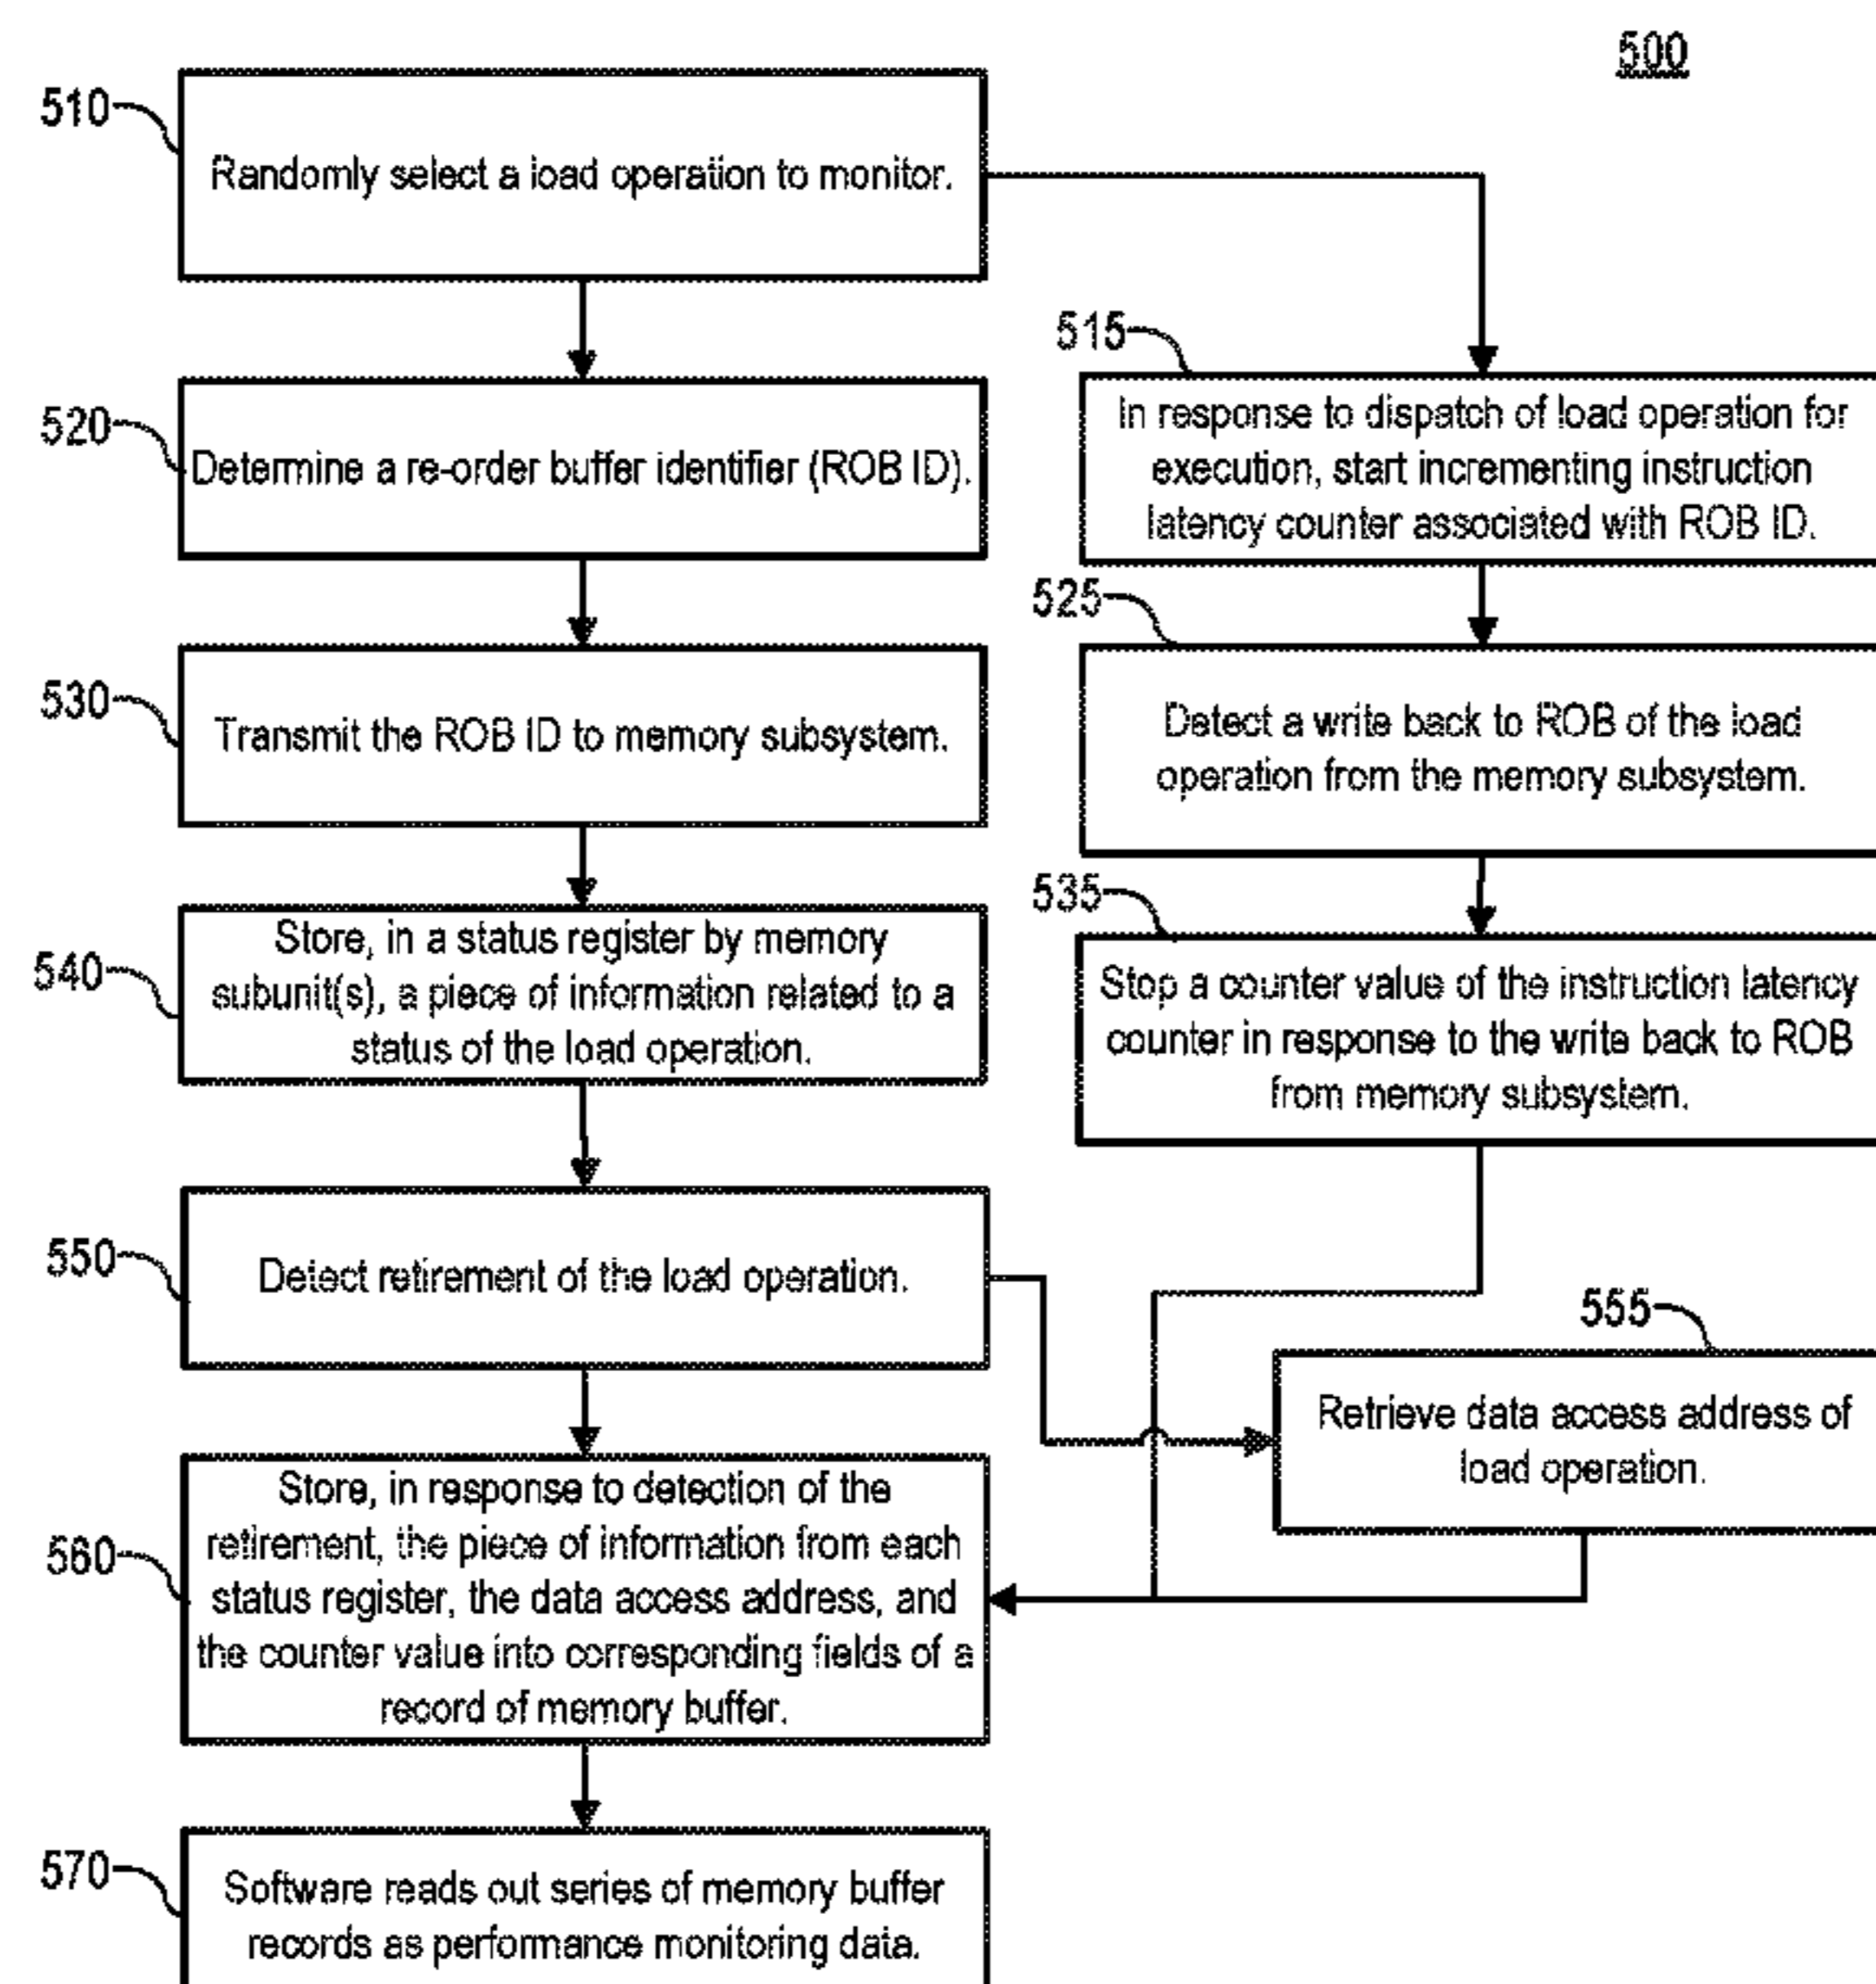 500
510
Randomly select a load operation to monitor.
515
In response to dispatch of load operation for
execution, start incrementing instruction
latency counter associated with ROB ID.
520
Determine a re-order buffer identifier (ROB ID).
525
Detect a write back to ROB of the load
operation from the memory subsystem.
530
Transmit the ROB ID to memory subsystem.
535
Stop a counter value of the instruction latency
counter in response to the write back to ROB
from memory subsystem.
540
Store, in a status register by memory
subunit(s), a piece of information related to a
status of the load operation.
550
Detect retirement of the load operation.
555
Retrieve data access address of
load operation.
560
Store, in response to detection of the
retirement, the piece of information from each
status register, the data access address, and
the counter value into corresponding fields of a
record of memory buffer.
570
Software reads out series of memory buffer
records as performance monitoring data.